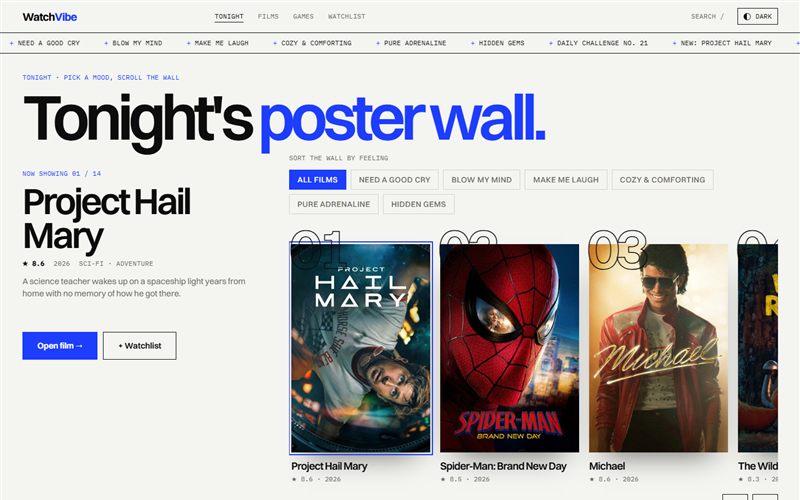 WatchVibe
TONIGHT FILMS GAMES WATCHLIST
SEARCH / DARK
+ NEED A GOOD CRY + BLOW MY MIND + MAKE ME LAUGH + COZY & COMFORTING + PURE ADRENALINE + HIDDEN GEMS + DAILY CHALLENGE NO. 21 + NEW: PROJECT HAIL MARY +
TONIGHT · PICK A MOOD, SCROLL THE WALL
Tonight's poster wall.
NOW SHOWING 01 / 14
Project Hail
Mary
★ 8.6 2026 SCI-FI · ADVENTURE
A science teacher wakes up on a spaceship light years from
home with no memory of how he got there.
Open film →
+ Watchlist
SORT THE WALL BY FEELING
ALL FILMS NEED A GOOD CRY BLOW MY MIND MAKE ME LAUGH COZY & COMFORTING
PURE ADRENALINE HIDDEN GEMS
01
PROJECT
HAIL
MARY
Project Hail Mary
★ 8.6 · 2026
02
SPIDER-MAN
BRAND NEW DAY
Spider-Man: Brand New Day
★ 8.5 · 2026
03
Michael
Michael
★ 8.6 · 2026
The Wild
★ 8.3 · 20